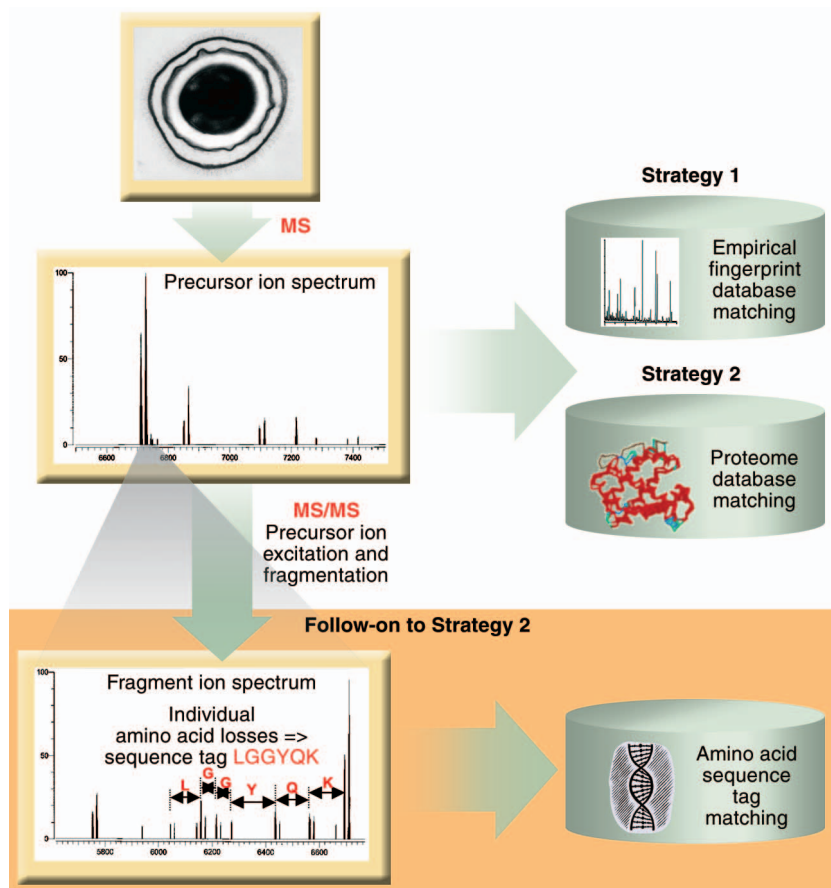 MS
Precursor ion spectrum
100
50
0
6600
6800
7000
7200
7400
Strategy 1
Empirical
fingerprint
database
matching
Strategy 2
Proteome
database
matching
MS/MS
Precursor ion
excitation and
fragmentation
Follow-on to Strategy 2
Fragment ion spectrum
100
50
0
Individual
amino acid losses =>
sequence tag LGGYQK
L
G
G
Y
Q
K
5800
6000
6200
6400
6600
Amino acid
sequence
tag
matching